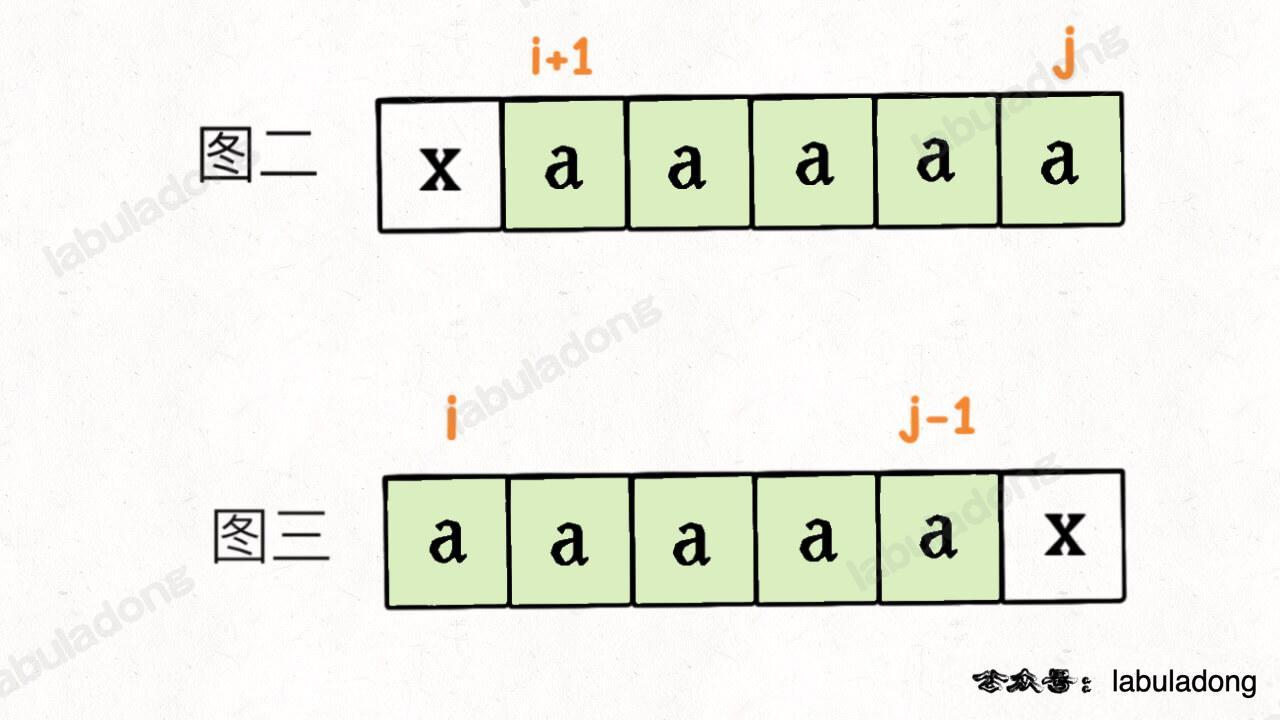 i+1 j
图二 x a a a a a
i j-1
图三 a a a a a x
公众号：labuladong
labuladong
labuladong
labuladong
labuladong
labuladong